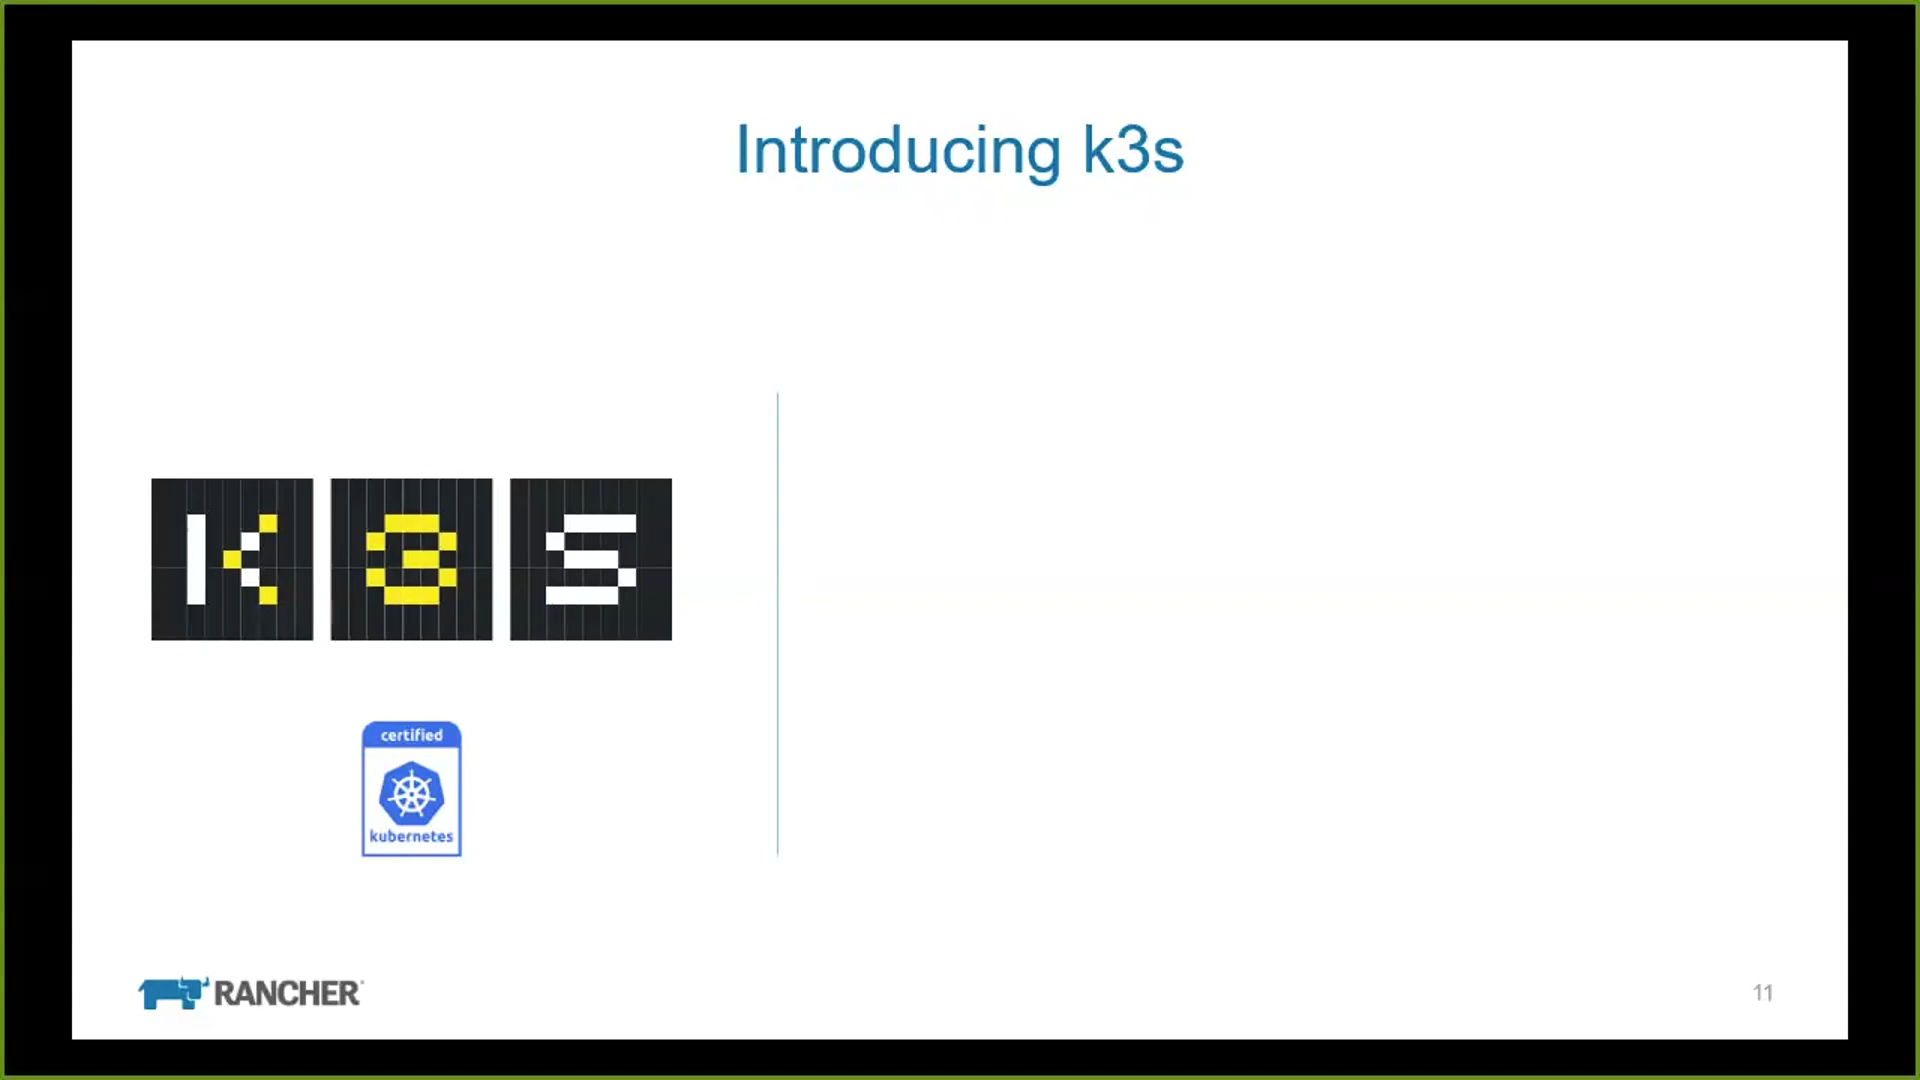 Introducing k3s
K3S
certified
kubernetes
RANCHER
11